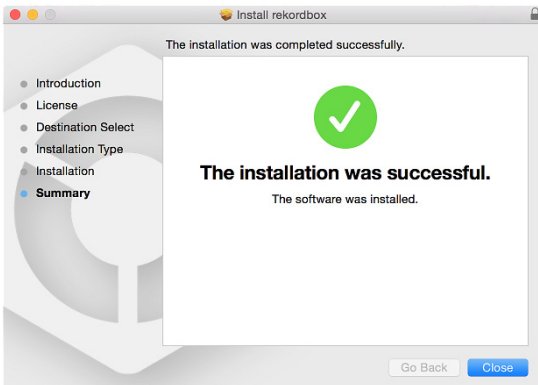 Install rekordbox
The installation was completed successfully.
Introduction
License
Destination Select
Installation Type
Installation
Summary
The installation was successful.
The software was installed.
Go Back
Close